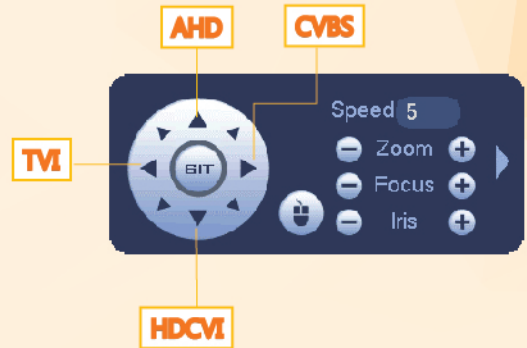 AHD
CVBS
Speed 5
Zoom
TVI
SIT
Focus
Iris
HDCVI